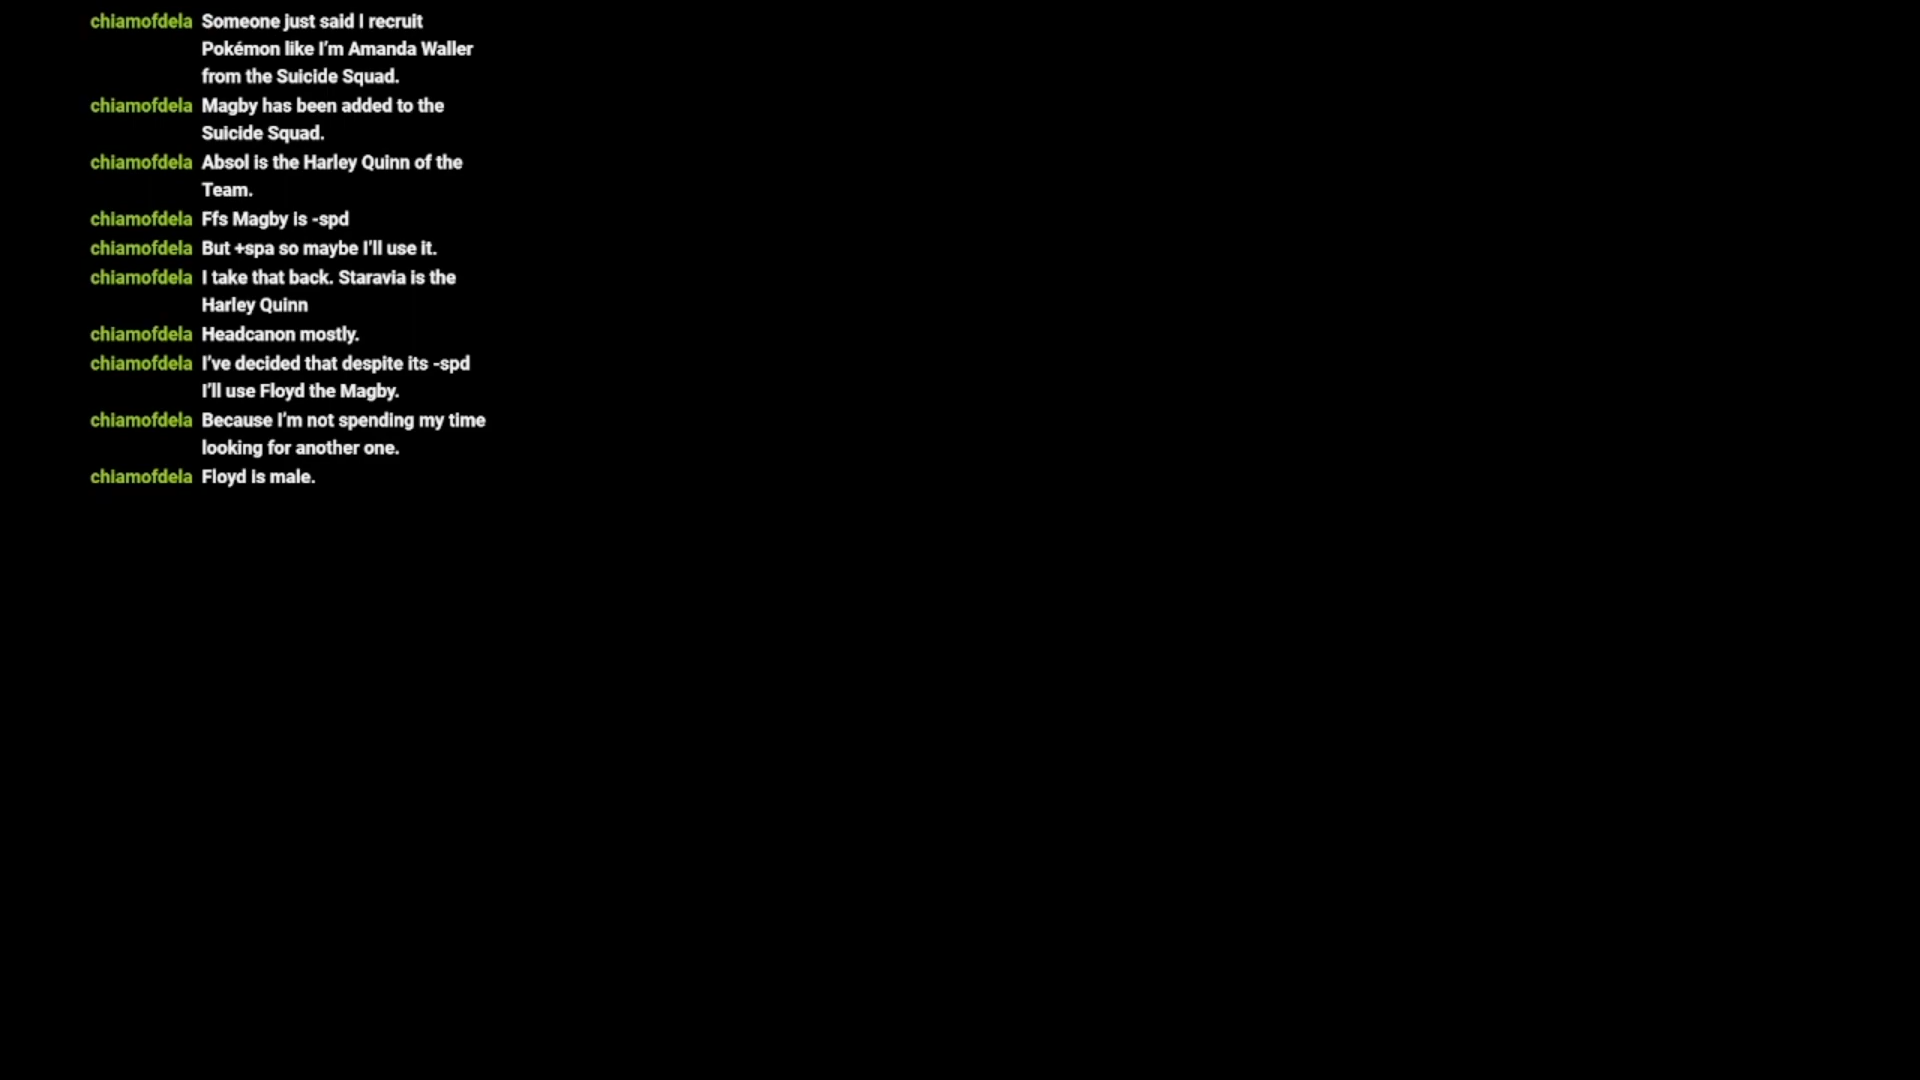 chiamofdela Someone just said I recruit
Pokémon like I’m Amanda Waller
from the Suicide Squad.
chiamofdela Magby has been added to the
Suicide Squad.
chiamofdela Absol is the Harley Quinn of the
Team.
chiamofdela Ffs Magby is -spd
chiamofdela But +spa so maybe I’ll use it.
chiamofdela I take that back. Staravia is the
Harley Quinn
chiamofdela Headcanon mostly.
chiamofdela I’ve decided that despite its -spd
I’ll use Floyd the Magby.
chiamofdela Because I’m not spending my time
looking for another one.
chiamofdela Floyd is male.